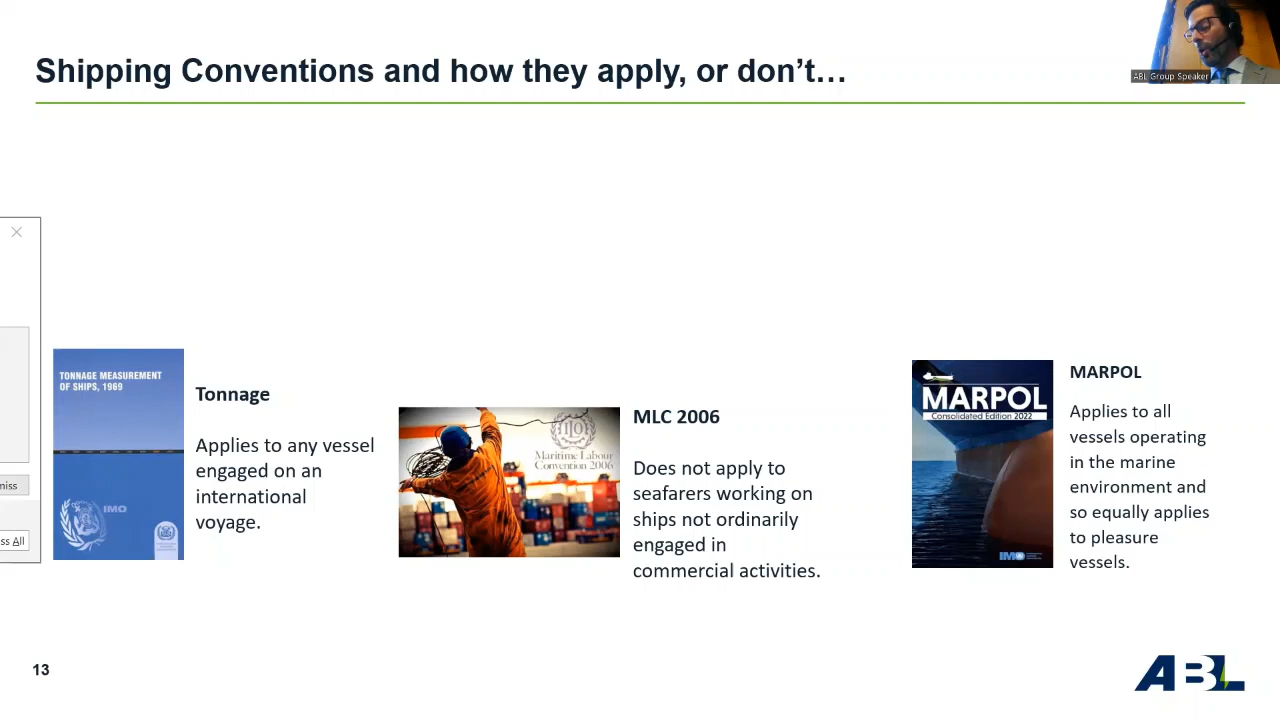 Shipping Conventions and how they apply, or don't…
ABL Group Speaker
miss
ss All
TONNAGE MEASUREMENT
OF SHIPS, 1969
IMO
Tonnage
Applies to any vessel
engaged on an
international
voyage.
Maritime Labour
Convention 2006
MLC 2006
Does not apply to
seafarers working on
ships not ordinarily
engaged in
commercial activities.
MARPOL
Consolidated Edition 2022
IMO
MARPOL
Applies to all
vessels operating
in the marine
environment and
so equally applies
to pleasure
vessels.
13
ABL